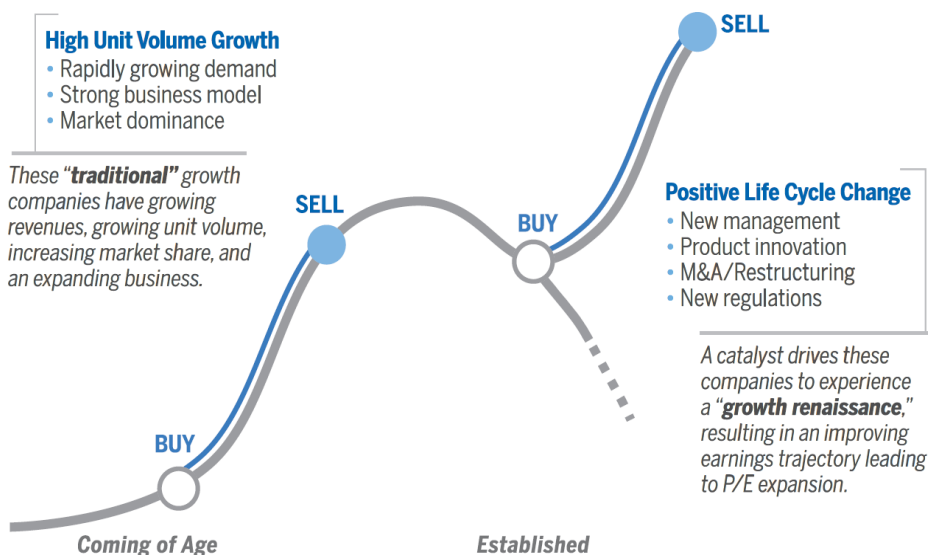 High Unit Volume Growth
• Rapidly growing demand
• Strong business model
• Market dominance
These “traditional” growth
companies have growing
revenues, growing unit volume,
increasing market share, and
an expanding business.
SELL
BUY
SELL
BUY
Positive Life Cycle Change
• New management
• Product innovation
• M&A/Restructuring
• New regulations
A catalyst drives these
companies to experience
a “growth renaissance,”
resulting in an improving
earnings trajectory leading
to P/E expansion.
Coming of Age
Established